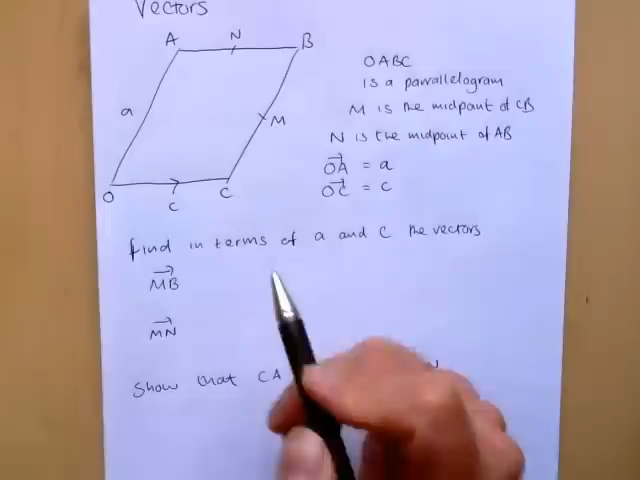 Vectors
A N B
a
M
O C
c
OABC
is a parrallelogram
M is the midpoint of CB
N is the midpoint of AB
OA = a
OC = c
find in terms of a and c the vectors
MB
MN
Show that CA